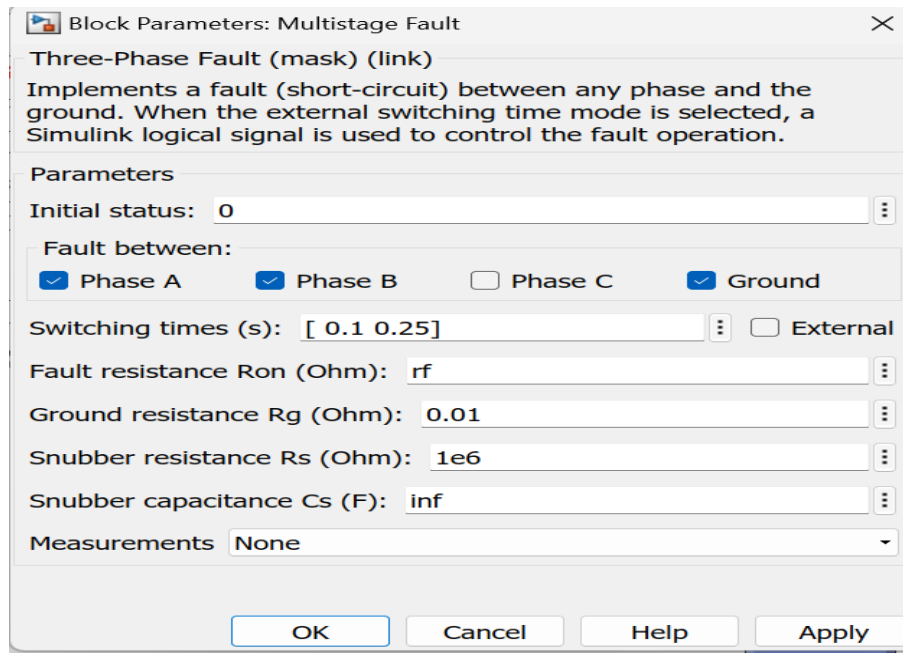 Block Parameters: Multistage Fault
Three-Phase Fault (mask) (link)
Implements a fault (short-circuit) between any phase and the
ground. When the external switching time mode is selected, a
Simulink logical signal is used to control the fault operation.
Parameters
Initial status: 0
Fault between:
Phase A Phase B Phase C Ground
Switching times (s): [ 0.1 0.25] External
Fault resistance Ron (Ohm): rf
Ground resistance Rg (Ohm): 0.01
Snubber resistance Rs (Ohm): 1e6
Snubber capacitance Cs (F): inf
Measurements None
OK Cancel Help Apply